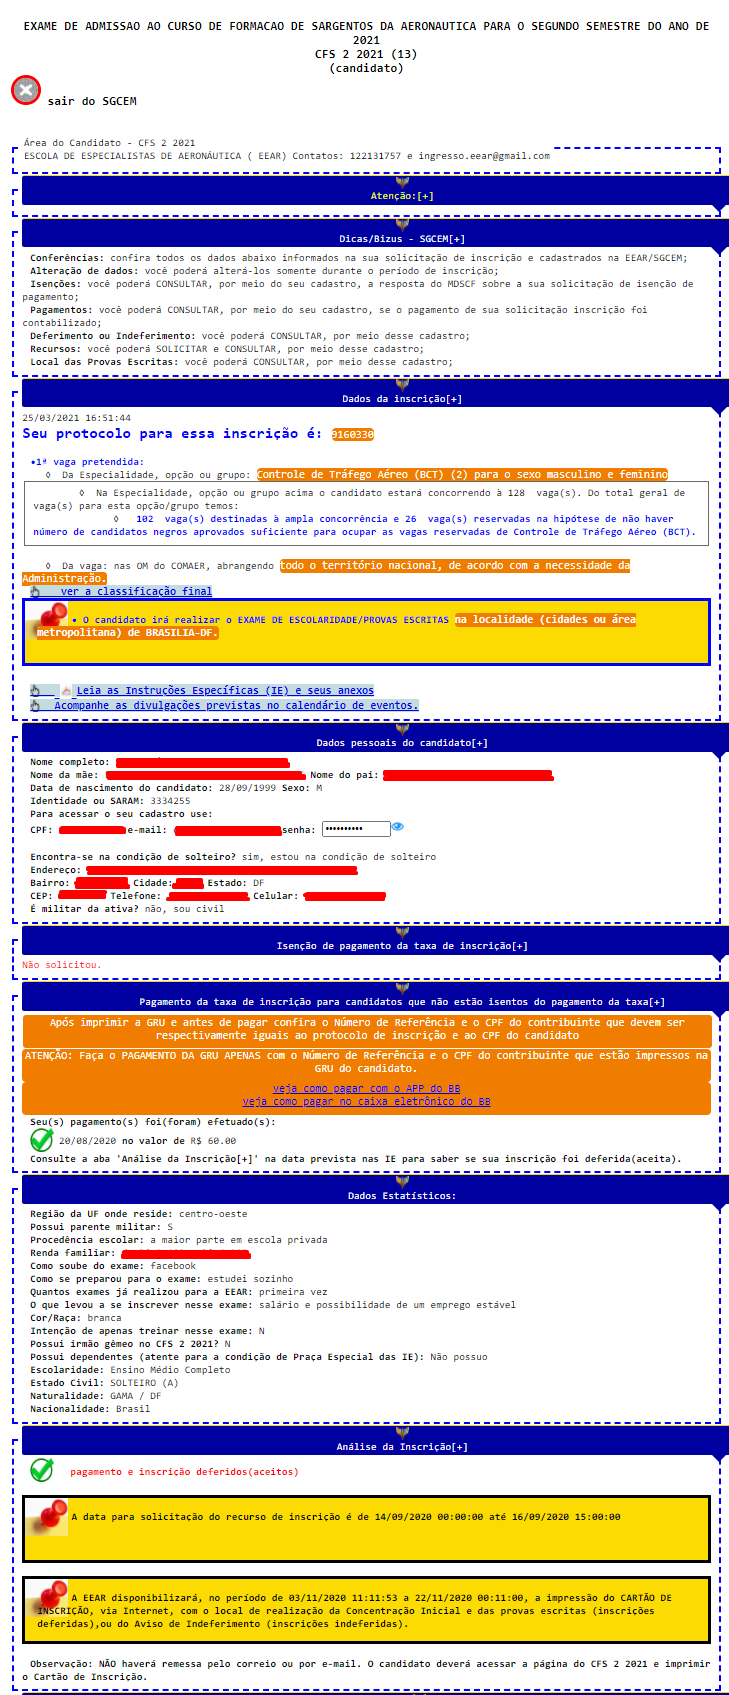 EXAME DE ADMISSAO AO CURSO DE FORMACAO DE SARGENTOS DA AERONAUTICA PARA O SEGUNDO SEMESTRE DO ANO DE
2021
CFS 2 2021 (13)
(candidato)
sair do SGCEM
Área do Candidato - CFS 2 2021
ESCOLA DE ESPECIALISTAS DE AERONÁUTICA ( EEAR) Contatos: 122131757 e ingresso.eear@gmail.com
Atenção:[+]
Dicas/Bizus - SGCEM[+]
Conferências: confira todos os dados abaixo informados na sua solicitação de inscrição e cadastrados na EEAR/SGCEM;
Alteração de dados: você poderá alterá-los somente durante o período de inscrição;
Isenções: você poderá CONSULTAR, por meio do seu cadastro, a resposta do MDSCF sobre a sua solicitação de isenção de
pagamento;
Pagamentos: você poderá CONSULTAR, por meio do seu cadastro, se o pagamento de sua solicitação inscrição foi
contabilizado;
Deferimento ou Indeferimento: você poderá CONSULTAR, por meio desse cadastro;
Recursos: você poderá SOLICITAR e CONSULTAR, por meio desse cadastro;
Local das Provas Escritas: você poderá CONSULTAR, por meio desse cadastro;
Dados da inscrição[+]
25/03/2021 16:51:44
Seu protocolo para essa inscrição é: 9160330
•1ª vaga pretendida:
◊ Da Especialidade, opção ou grupo: Controle de Tráfego Aéreo (BCT) (2) para o sexo masculino e feminino
◊ Na Especialidade, opção ou grupo acima o candidato estará concorrendo à 128 vaga(s). Do total geral de
vaga(s) para esta opção/grupo temos:
◊ 102 vaga(s) destinadas à ampla concorrência e 26 vaga(s) reservadas na hipótese de não haver
número de candidatos negros aprovados suficiente para ocupar as vagas reservadas de Controle de Tráfego Aéreo (BCT).
◊ Da vaga: nas OM do COMAER, abrangendo todo o território nacional, de acordo com a necessidade da
Administração.
ver a classificação final
• O candidato irá realizar o EXAME DE ESCOLARIDADE/PROVAS ESCRITAS na localidade (cidades ou área
metropolitana) de BRASILIA-DF.
Leia as Instruções Específicas (IE) e seus anexos
Acompanhe as divulgações previstas no calendário de eventos.
Dados pessoais do candidato[+]
Nome completo:
Nome da mãe: Nome do pai:
Data de nascimento do candidato: 28/09/1999 Sexo: M
Identidade ou SARAM: 3334255
Para acessar o seu cadastro use:
CPF: e-mail: senha: ••••••••••
Encontra-se na condição de solteiro? sim, estou na condição de solteiro
Endereço:
Bairro: Cidade: Estado: DF
CEP: Telefone: Celular:
É militar da ativa? não, sou civil
Isenção de pagamento da taxa de inscrição[+]
Não solicitou.
Pagamento da taxa de inscrição para candidatos que não estão isentos do pagamento da taxa[+]
Após imprimir a GRU e antes de pagar confira o Número de Referência e o CPF do contribuinte que devem ser
respectivamente iguais ao protocolo de inscrição e ao CPF do candidato
ATENÇÃO: Faça o PAGAMENTO DA GRU APENAS com o Número de Referência e o CPF do contribuinte que estão impressos na
GRU do candidato.
veja como pagar com o APP do BB
veja como pagar no caixa eletrônico do BB
Seu(s) pagamento(s) foi(foram) efetuado(s):
20/08/2020 no valor de R$ 60.00
Consulte a aba 'Análise da Inscrição[+]' na data prevista nas IE para saber se sua inscrição foi deferida(aceita).
Dados Estatísticos:
Região da UF onde reside: centro-oeste
Possui parente militar: S
Procedência escolar: a maior parte em escola privada
Renda familiar:
Como soube do exame: facebook
Como se preparou para o exame: estudei sozinho
Quantos exames já realizou para a EEAR: primeira vez
O que levou a se inscrever nesse exame: salário e possibilidade de um emprego estável
Cor/Raça: branca
Intenção de apenas treinar nesse exame: N
Possui irmão gêmeo no CFS 2 2021? N
Possui dependentes (atente para a condição de Praça Especial das IE): Não possuo
Escolaridade: Ensino Médio Completo
Estado Civil: SOLTEIRO (A)
Naturalidade: GAMA / DF
Nacionalidade: Brasil
Análise da Inscrição[+]
pagamento e inscrição deferidos(aceitos)
A data para solicitação do recurso de inscrição é de 14/09/2020 00:00:00 até 16/09/2020 15:00:00
A EEAR disponibilizará, no período de 03/11/2020 11:11:53 a 22/11/2020 00:11:00, a impressão do CARTÃO DE
INSCRIÇÃO, via Internet, com o local de realização da Concentração Inicial e das provas escritas (inscrições
deferidas),ou do Aviso de Indeferimento (inscrições indeferidas).
Observação: NÃO haverá remessa pelo correio ou por e-mail. O candidato deverá acessar a página do CFS 2 2021 e imprimir
o Cartão de Inscrição.